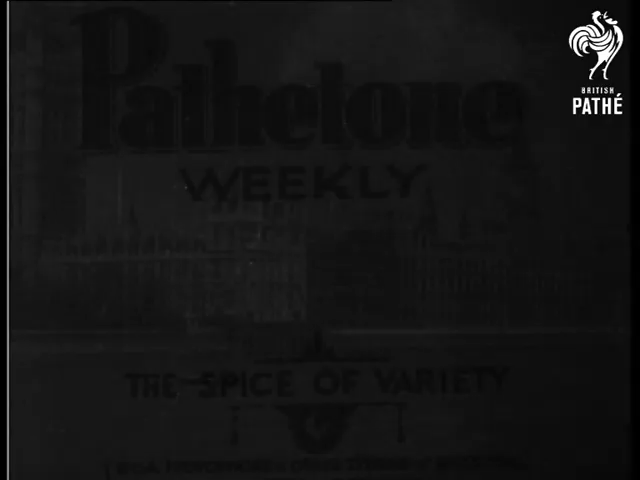 Pathetone
WEEKLY
BRITISH
PATHÉ
THE SPICE OF VARIETY